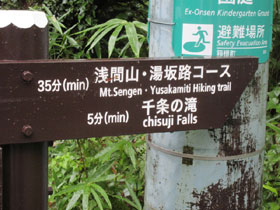 Ex-Onsen Kindergarten Ground
避難場所
Safety Evacuation Area
35分(min) 浅間山・湯坂路コース
Mt.Sengen・Yusakamiti Hiking trail
5分(min) 千条の滝
chisuji Falls